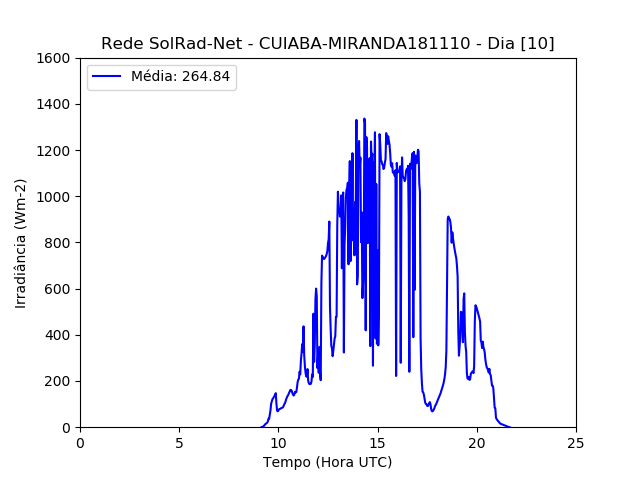 Rede SolRad-Net - CUIABA-MIRANDA181110 - Dia [10]
Média: 264.84
1600
1400
1200
1000
800
600
400
200
0
Irradiância (Wm-2)
0 5 10 15 20 25
Tempo (Hora UTC)